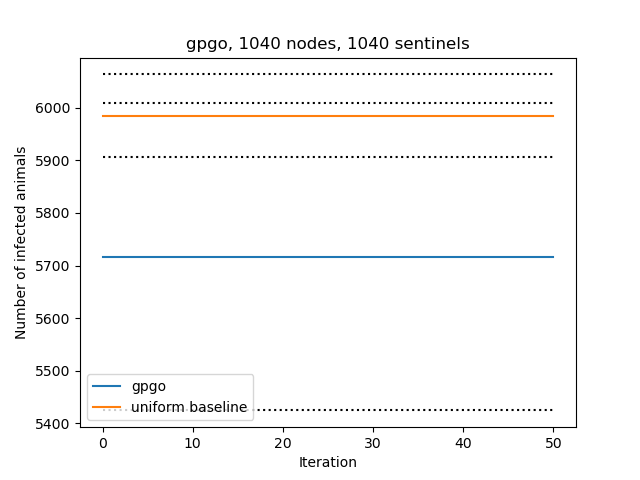 gpgo, 1040 nodes, 1040 sentinels
Number of infected animals
6000
5900
5800
5700
5600
5500
5400
gpgo
uniform baseline
0 10 20 30 40 50
Iteration